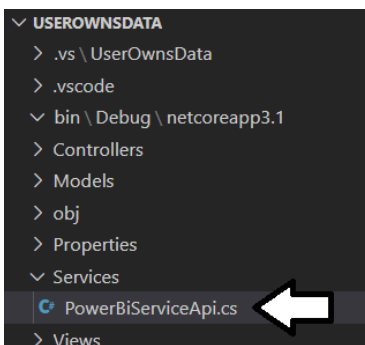 USEROWNSDATA
.vs \ UserOwnsData
.vscode
bin \ Debug \ netcoreapp3.1
Controllers
Models
obj
Properties
Services
C# PowerBiServiceApi.cs
Views